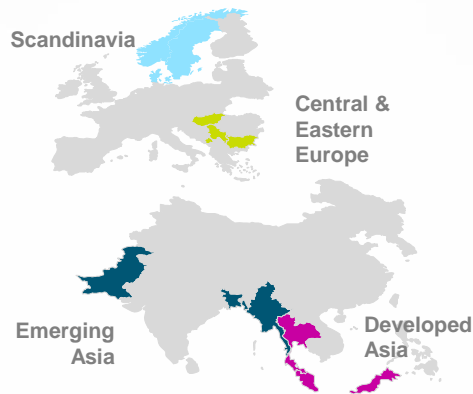 Scandinavia
Central &
Eastern
Europe
Emerging
Asia
Developed
Asia